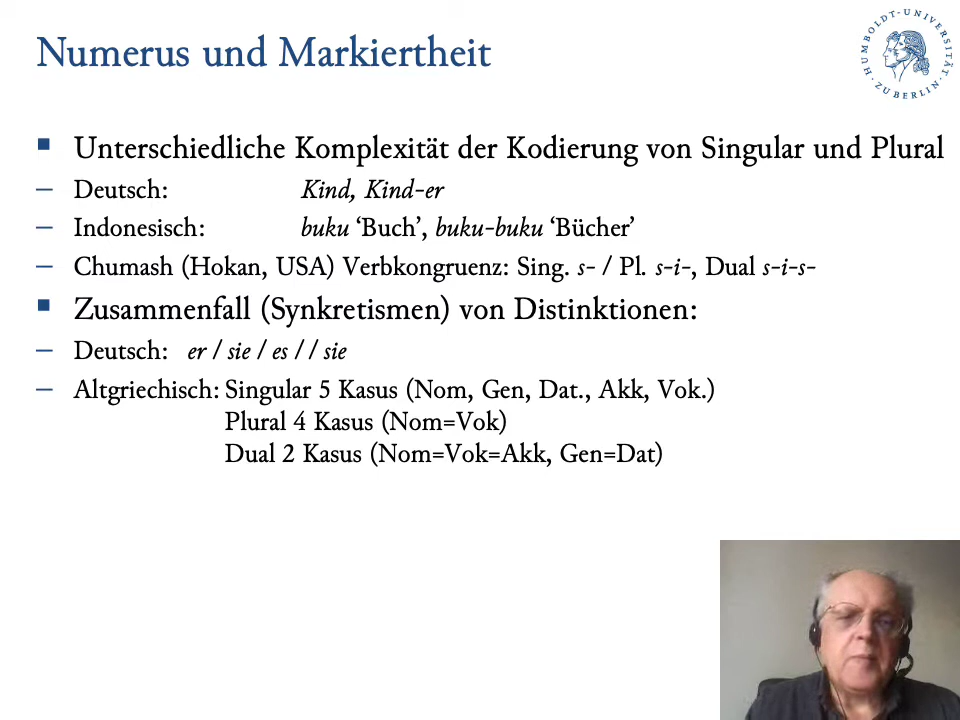 Numerus und Markiertheit
HUMBOLDT-UNIVERSITÄT
ZU BERLIN
Unterschiedliche Komplexität der Kodierung von Singular und Plural
– Deutsch: Kind, Kind-er
– Indonesisch: buku ‘Buch’, buku-buku ‘Bücher’
– Chumash (Hokan, USA) Verbkongruenz: Sing. s- / Pl. s-i-, Dual s-i-s-
Zusammenfall (Synkretismen) von Distinktionen:
– Deutsch: er / sie / es / / sie
– Altgriechisch: Singular 5 Kasus (Nom, Gen, Dat., Akk, Vok.)
Plural 4 Kasus (Nom=Vok)
Dual 2 Kasus (Nom=Vok=Akk, Gen=Dat)